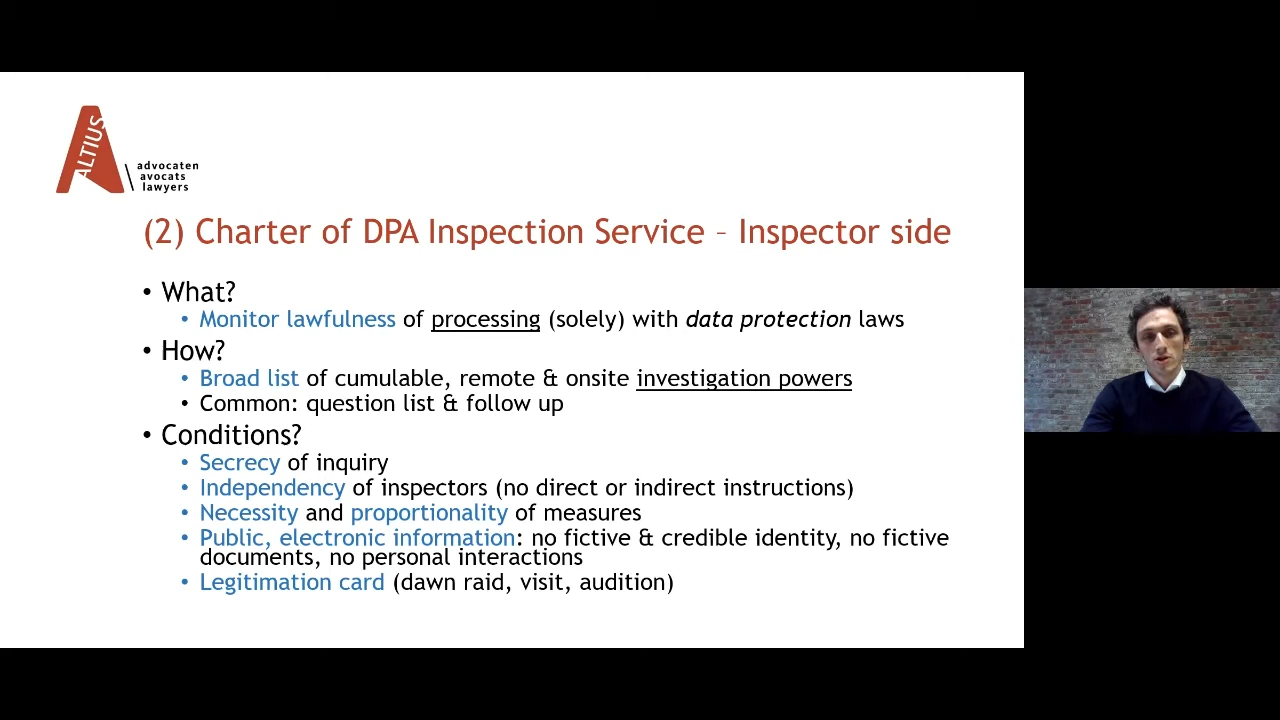 ALTIUS
advocaten
avocats
lawyers
(2) Charter of DPA Inspection Service – Inspector side
• What?
• Monitor lawfulness of processing (solely) with data protection laws
• How?
• Broad list of cumulable, remote & onsite investigation powers
• Common: question list & follow up
• Conditions?
• Secrecy of inquiry
• Independency of inspectors (no direct or indirect instructions)
• Necessity and proportionality of measures
• Public, electronic information: no fictive & credible identity, no fictive
documents, no personal interactions
• Legitimation card (dawn raid, visit, audition)